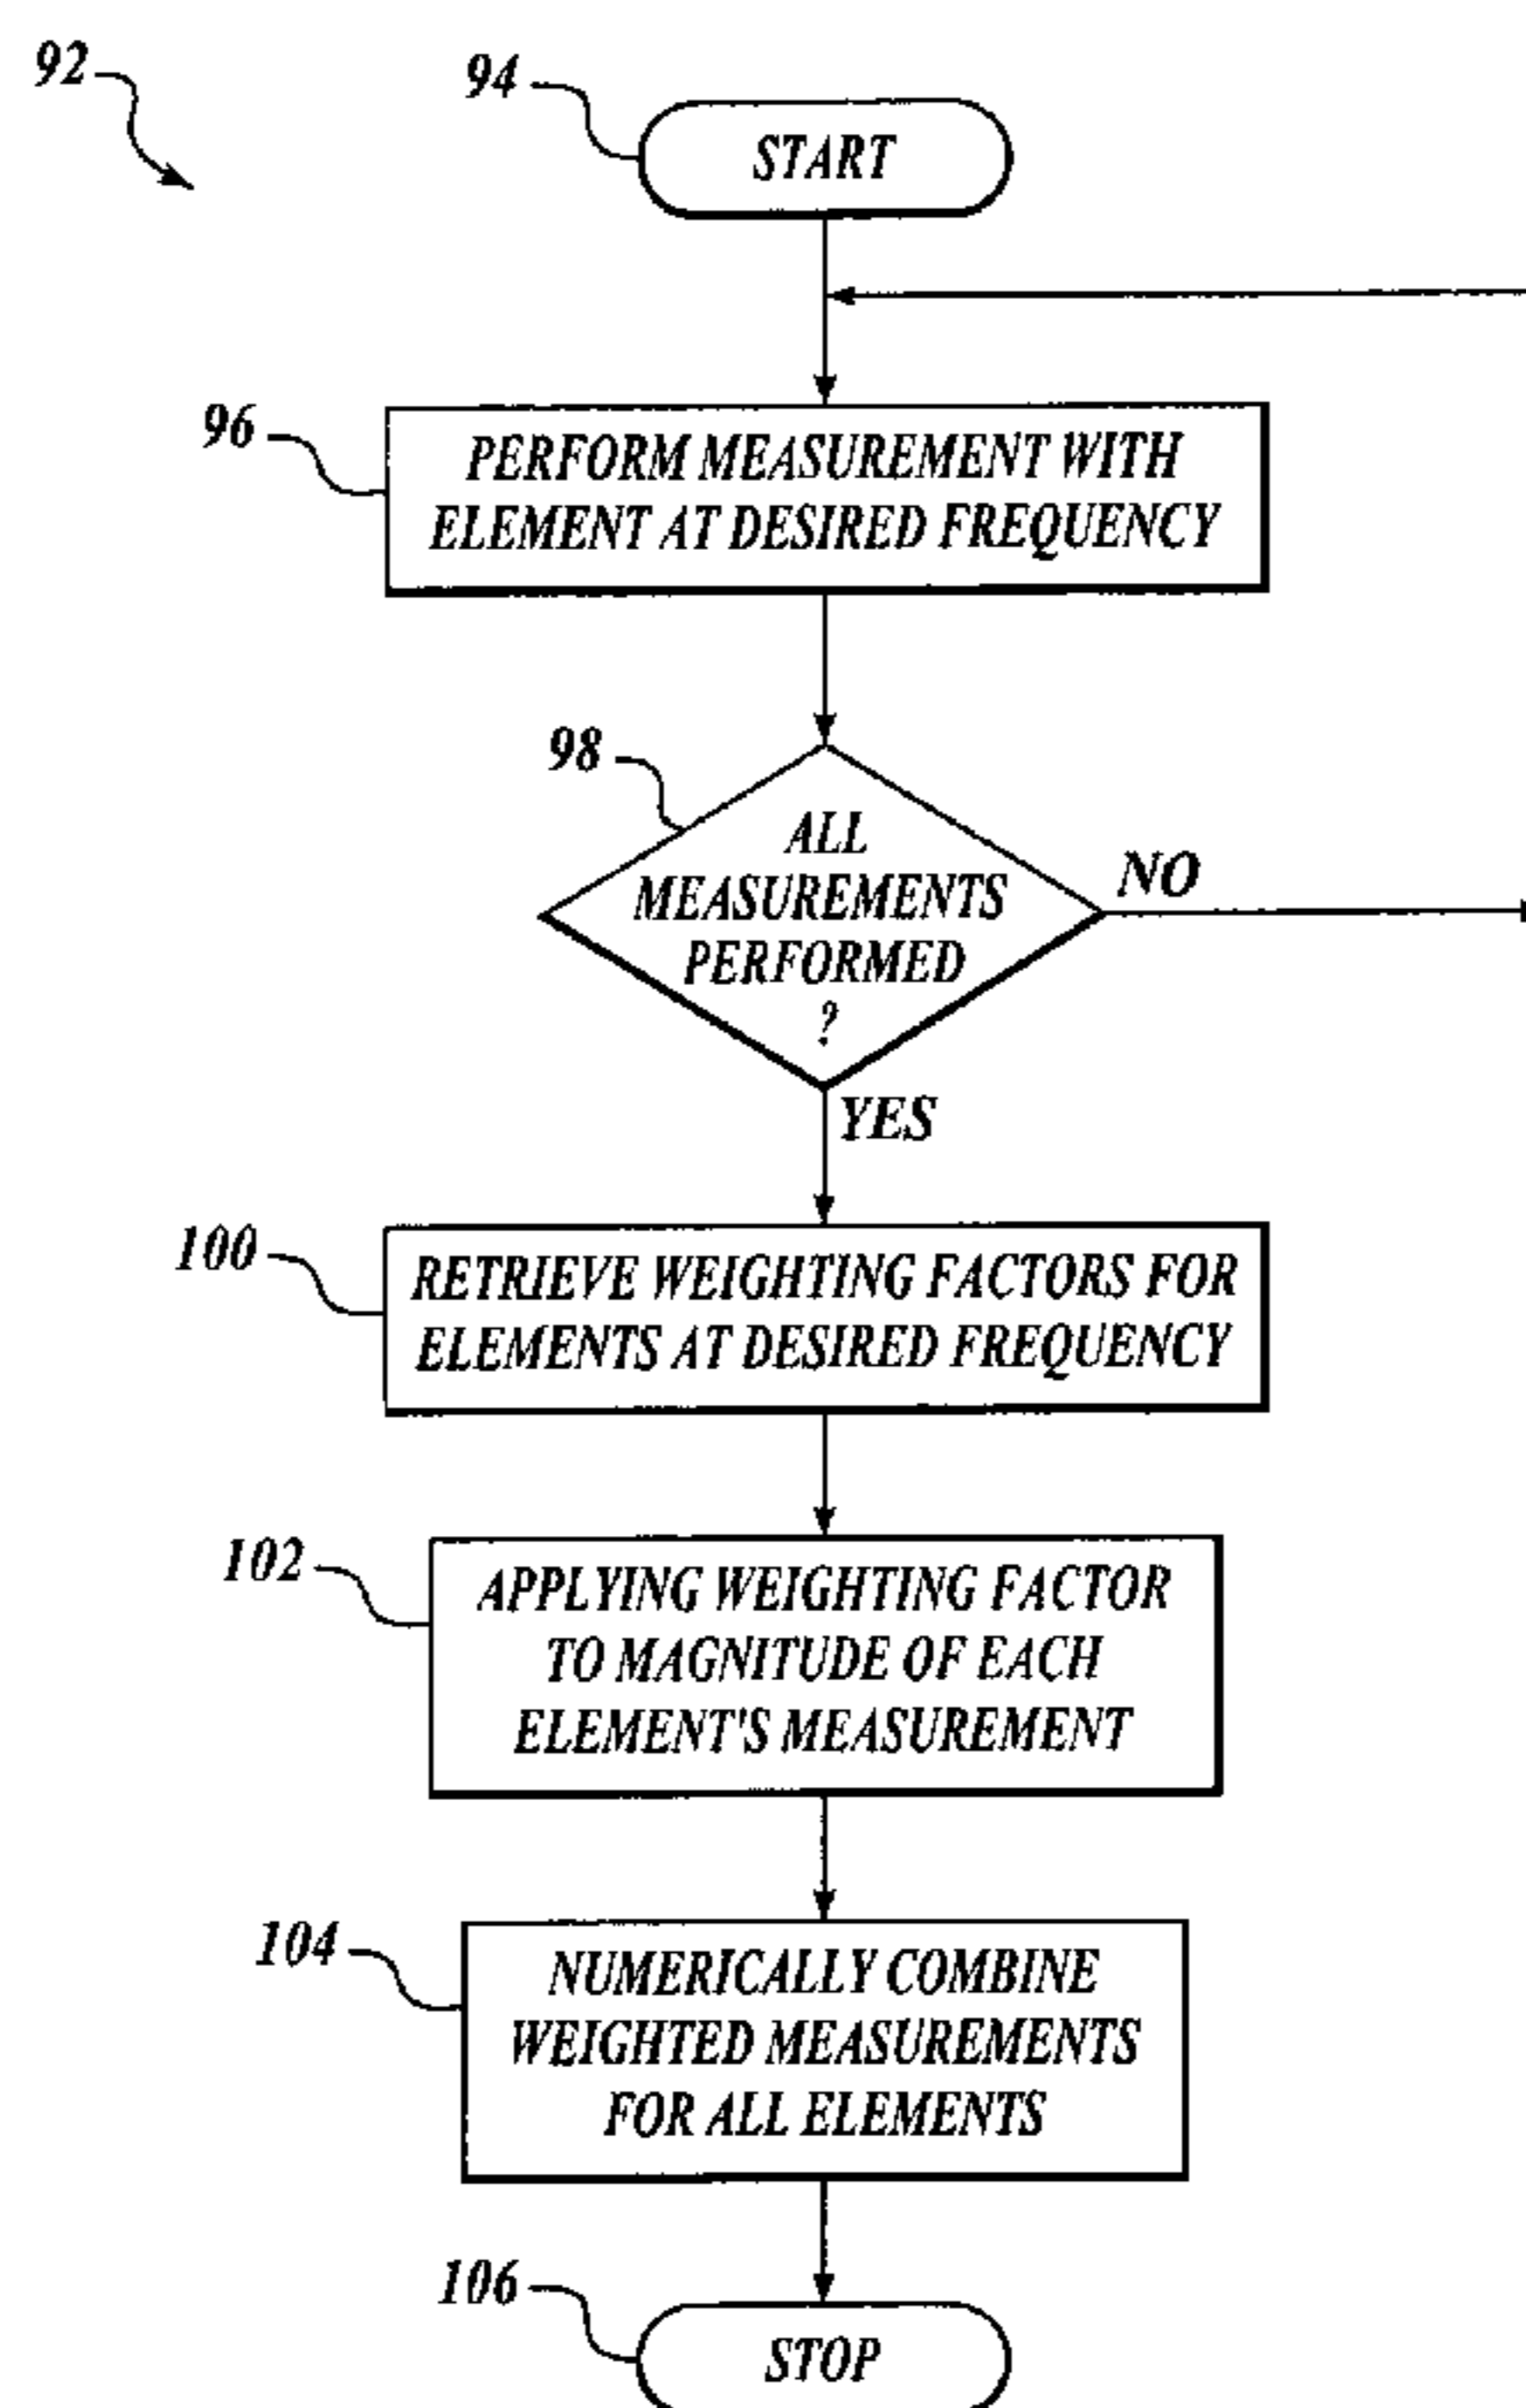 92
94
START
96
PERFORM MEASUREMENT WITH
ELEMENT AT DESIRED FREQUENCY
98
ALL
MEASUREMENTS
PERFORMED
?
NO
YES
100
RETRIEVE WEIGHTING FACTORS FOR
ELEMENTS AT DESIRED FREQUENCY
102
APPLYING WEIGHTING FACTOR
TO MAGNITUDE OF EACH
ELEMENT'S MEASUREMENT
104
NUMERICALLY COMBINE
WEIGHTED MEASUREMENTS
FOR ALL ELEMENTS
106
STOP